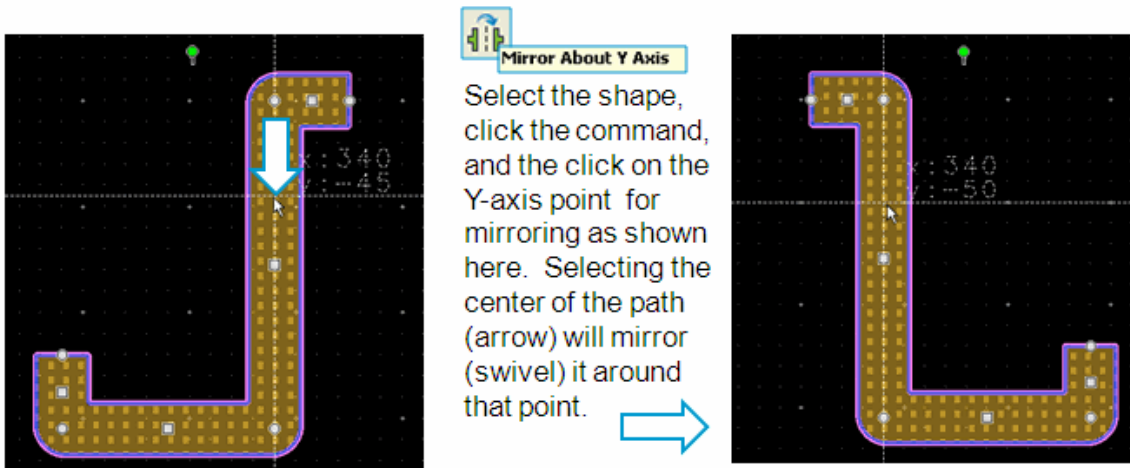 Mirror About Y Axis
Select the shape,
click the command,
and the click on the
Y-axis point for
mirroring as shown
here. Selecting the
center of the path
(arrow) will mirror
(swivel) it around
that point.
x:340
y:-45
x:340
y:-50